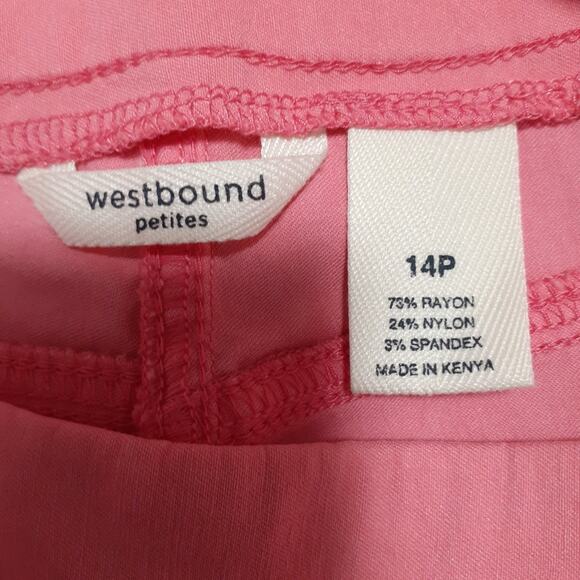 westbound
petites
14P
73% RAYON
24% NYLON
3% SPANDEX
MADE IN KENYA